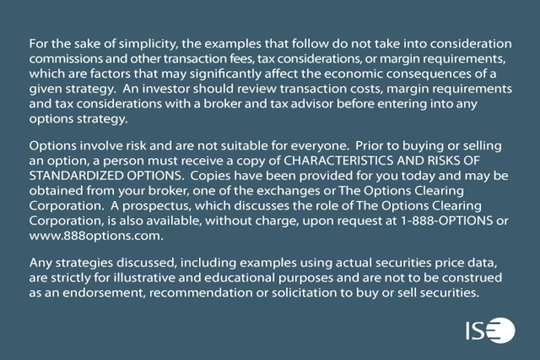 For the sake of simplicity, the examples that follow do not take into consideration
commissions and other transaction fees, tax considerations, or margin requirements,
which are factors that may significantly affect the economic consequences of a
given strategy.  An investor should review transaction costs, margin requirements
and tax considerations with a broker and tax advisor before entering into any
options strategy.
Options involve risk and are not suitable for everyone.  Prior to buying or selling
an option, a person must receive a copy of CHARACTERISTICS AND RISKS OF
STANDARDIZED OPTIONS.  Copies have been provided for you today and may be
obtained from your broker, one of the exchanges or The Options Clearing
Corporation.  A prospectus, which discusses the role of The Options Clearing
Corporation, is also available, without charge, upon request at 1-888-OPTIONS or
www.888options.com.
Any strategies discussed, including examples using actual securities price data,
are strictly for illustrative and educational purposes and are not to be construed
as an endorsement, recommendation or solicitation to buy or sell securities.
ISE